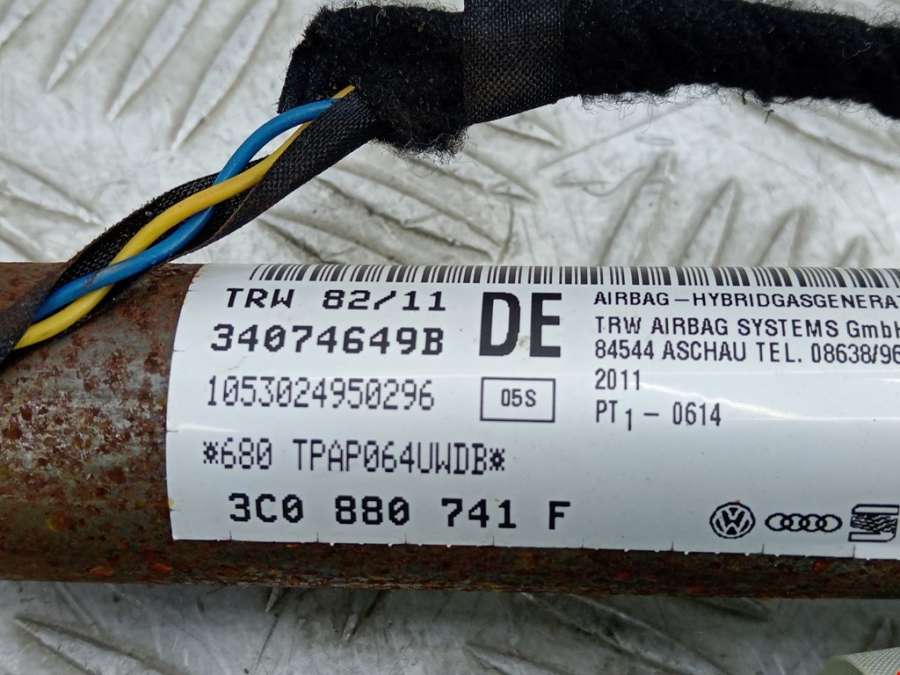 TRW 82/11
34074649B
1053024950296
*680 TPAP064UWDB*
3C0 880 741 F
DE
05S
AIRBAG-HYBRIDGASGENERAT
TRW AIRBAG SYSTEMS GmbH
84544 ASCHAU TEL. 08638/96
2011
PT1-0614